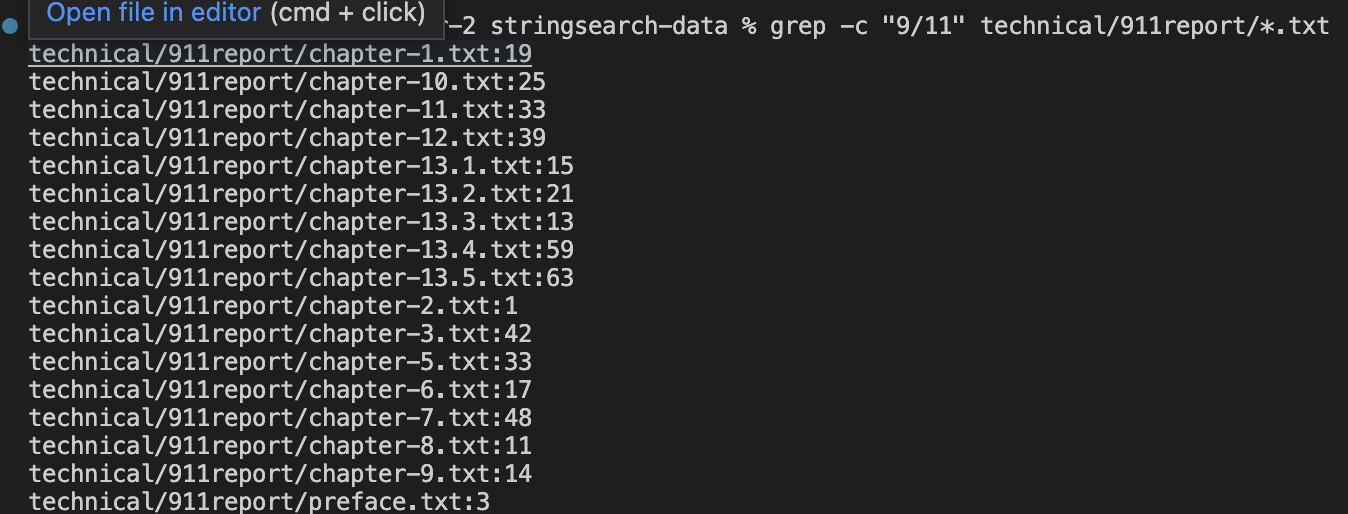 Open file in editor (cmd + click)
-2 stringsearch-data % grep -c "9/11" technical/911report/*.txt
technical/911report/chapter-1.txt:19
technical/911report/chapter-10.txt:25
technical/911report/chapter-11.txt:33
technical/911report/chapter-12.txt:39
technical/911report/chapter-13.1.txt:15
technical/911report/chapter-13.2.txt:21
technical/911report/chapter-13.3.txt:13
technical/911report/chapter-13.4.txt:59
technical/911report/chapter-13.5.txt:63
technical/911report/chapter-2.txt:1
technical/911report/chapter-3.txt:42
technical/911report/chapter-5.txt:33
technical/911report/chapter-6.txt:17
technical/911report/chapter-7.txt:48
technical/911report/chapter-8.txt:11
technical/911report/chapter-9.txt:14
technical/911report/preface.txt:3